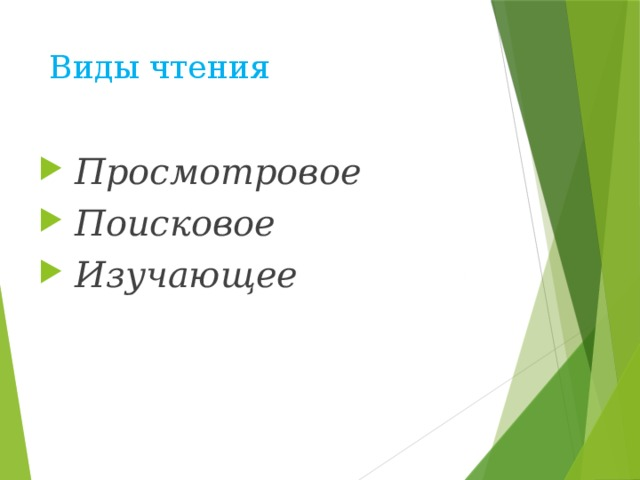 Виды чтения
Просмотровое
Поисковое
Изучающее